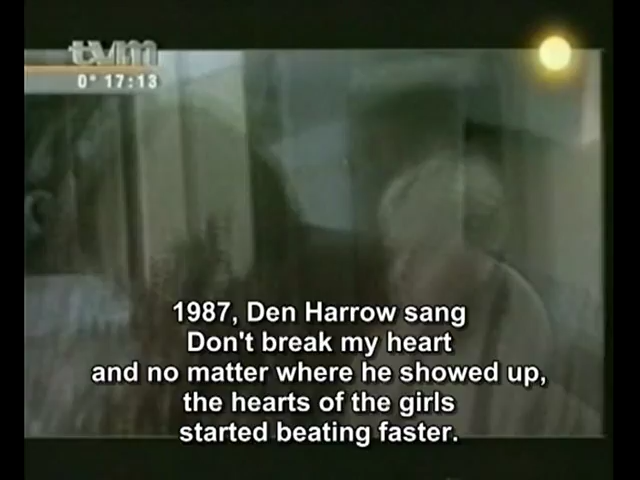 tvm
0° 17:13
1987, Den Harrow sang
Don't break my heart
and no matter where he showed up,
the hearts of the girls
started beating faster.